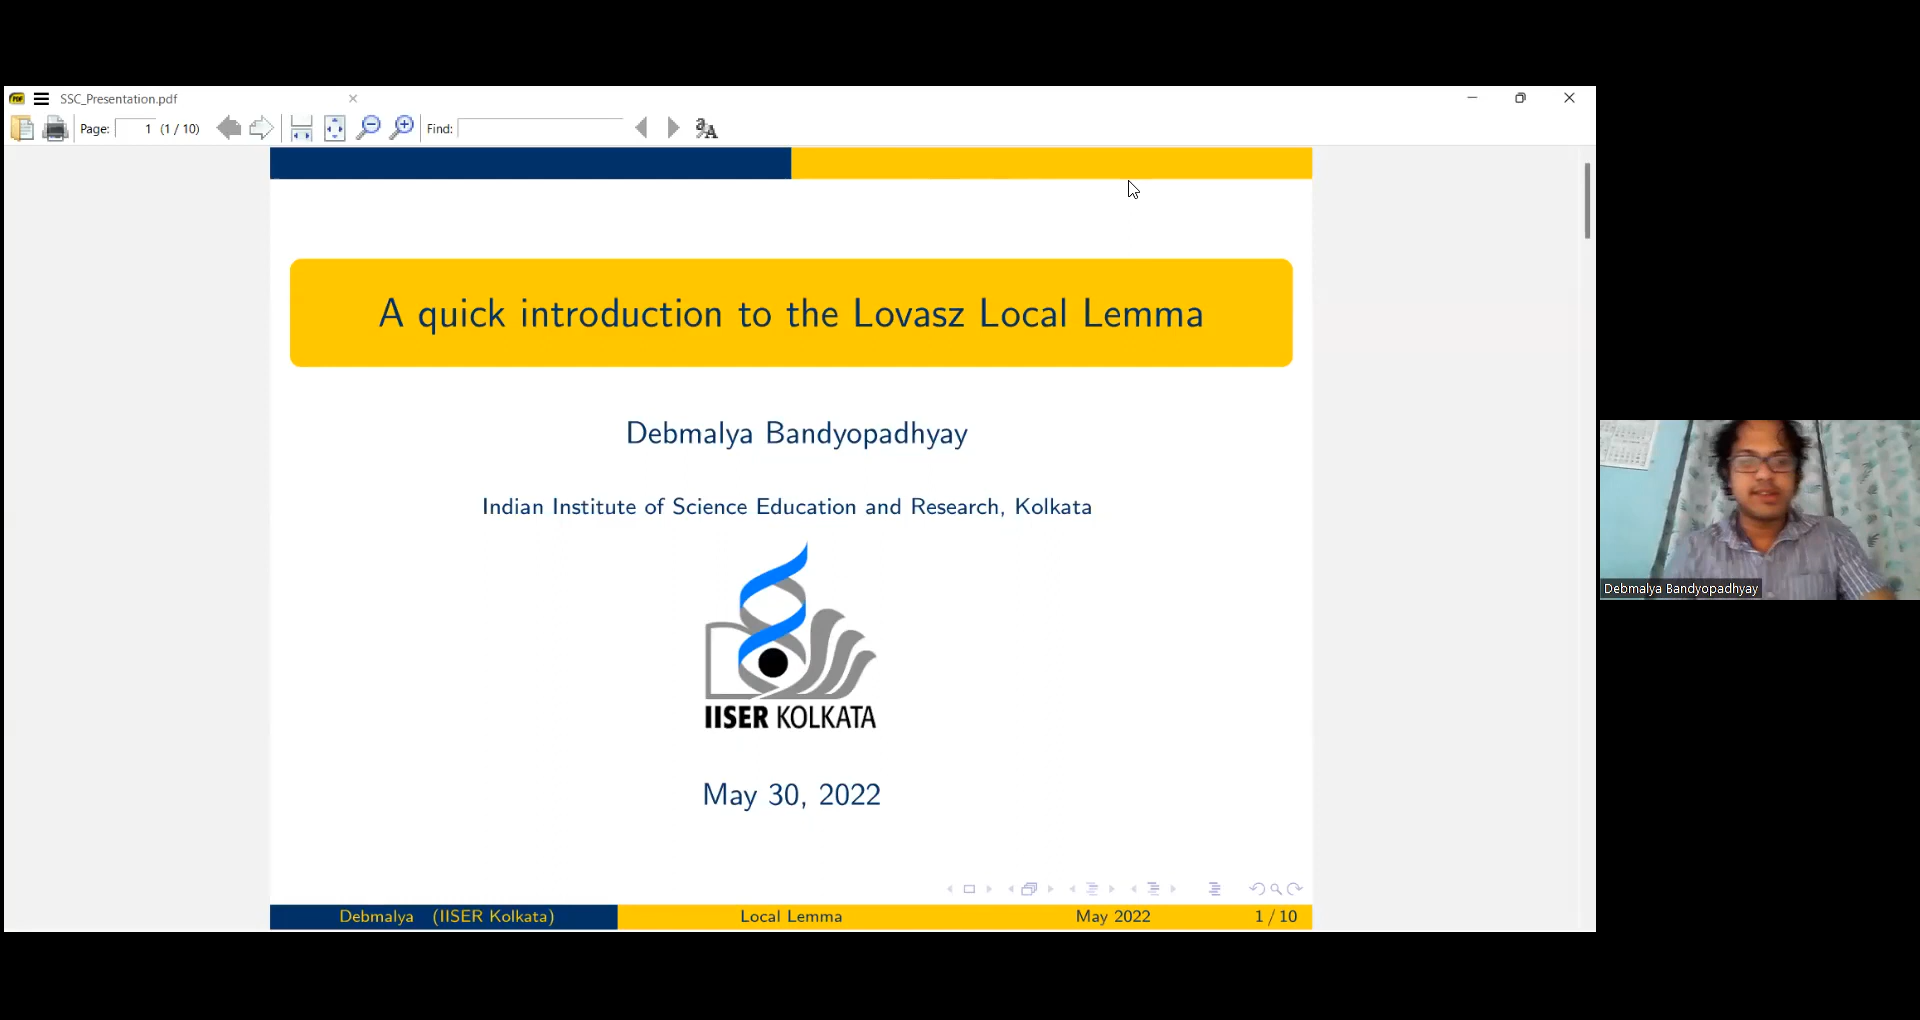 SSC_Presentation.pdf
Page: 1 (1 / 10) Find:
A quick introduction to the Lovasz Local Lemma
Debmalya Bandyopadhyay
Indian Institute of Science Education and Research, Kolkata
IISER KOLKATA
May 30, 2022
Debmalya (IISER Kolkata) Local Lemma May 2022 1 / 10
Debmalya Bandyopadhyay